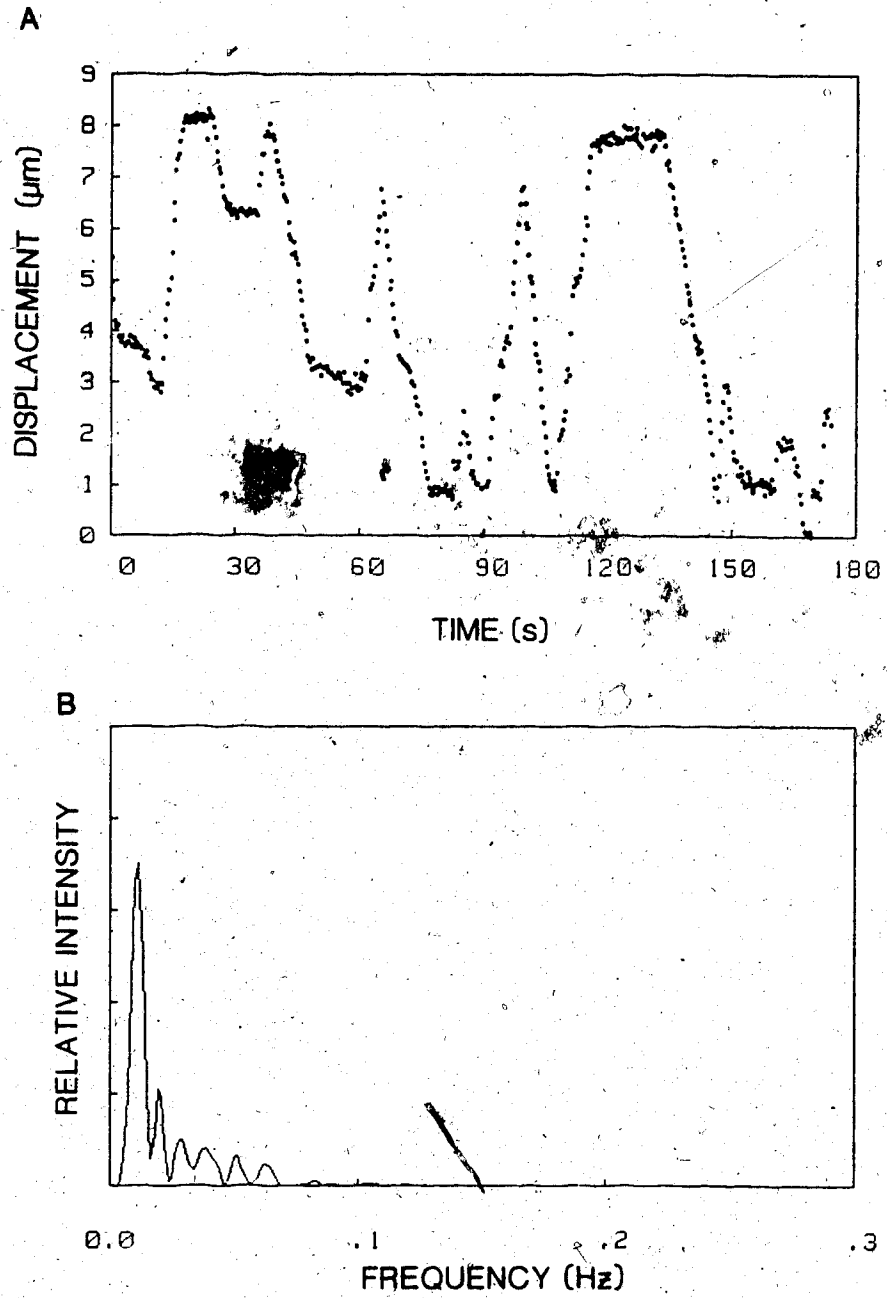 A
9
8
7
6
5
4
3
2
1
0
DISPLACEMENT (µm)
0 30 60 90 120 150 180
TIME (s)
B
RELATIVE INTENSITY
0.0 .1 .2 .3
FREQUENCY (Hz)